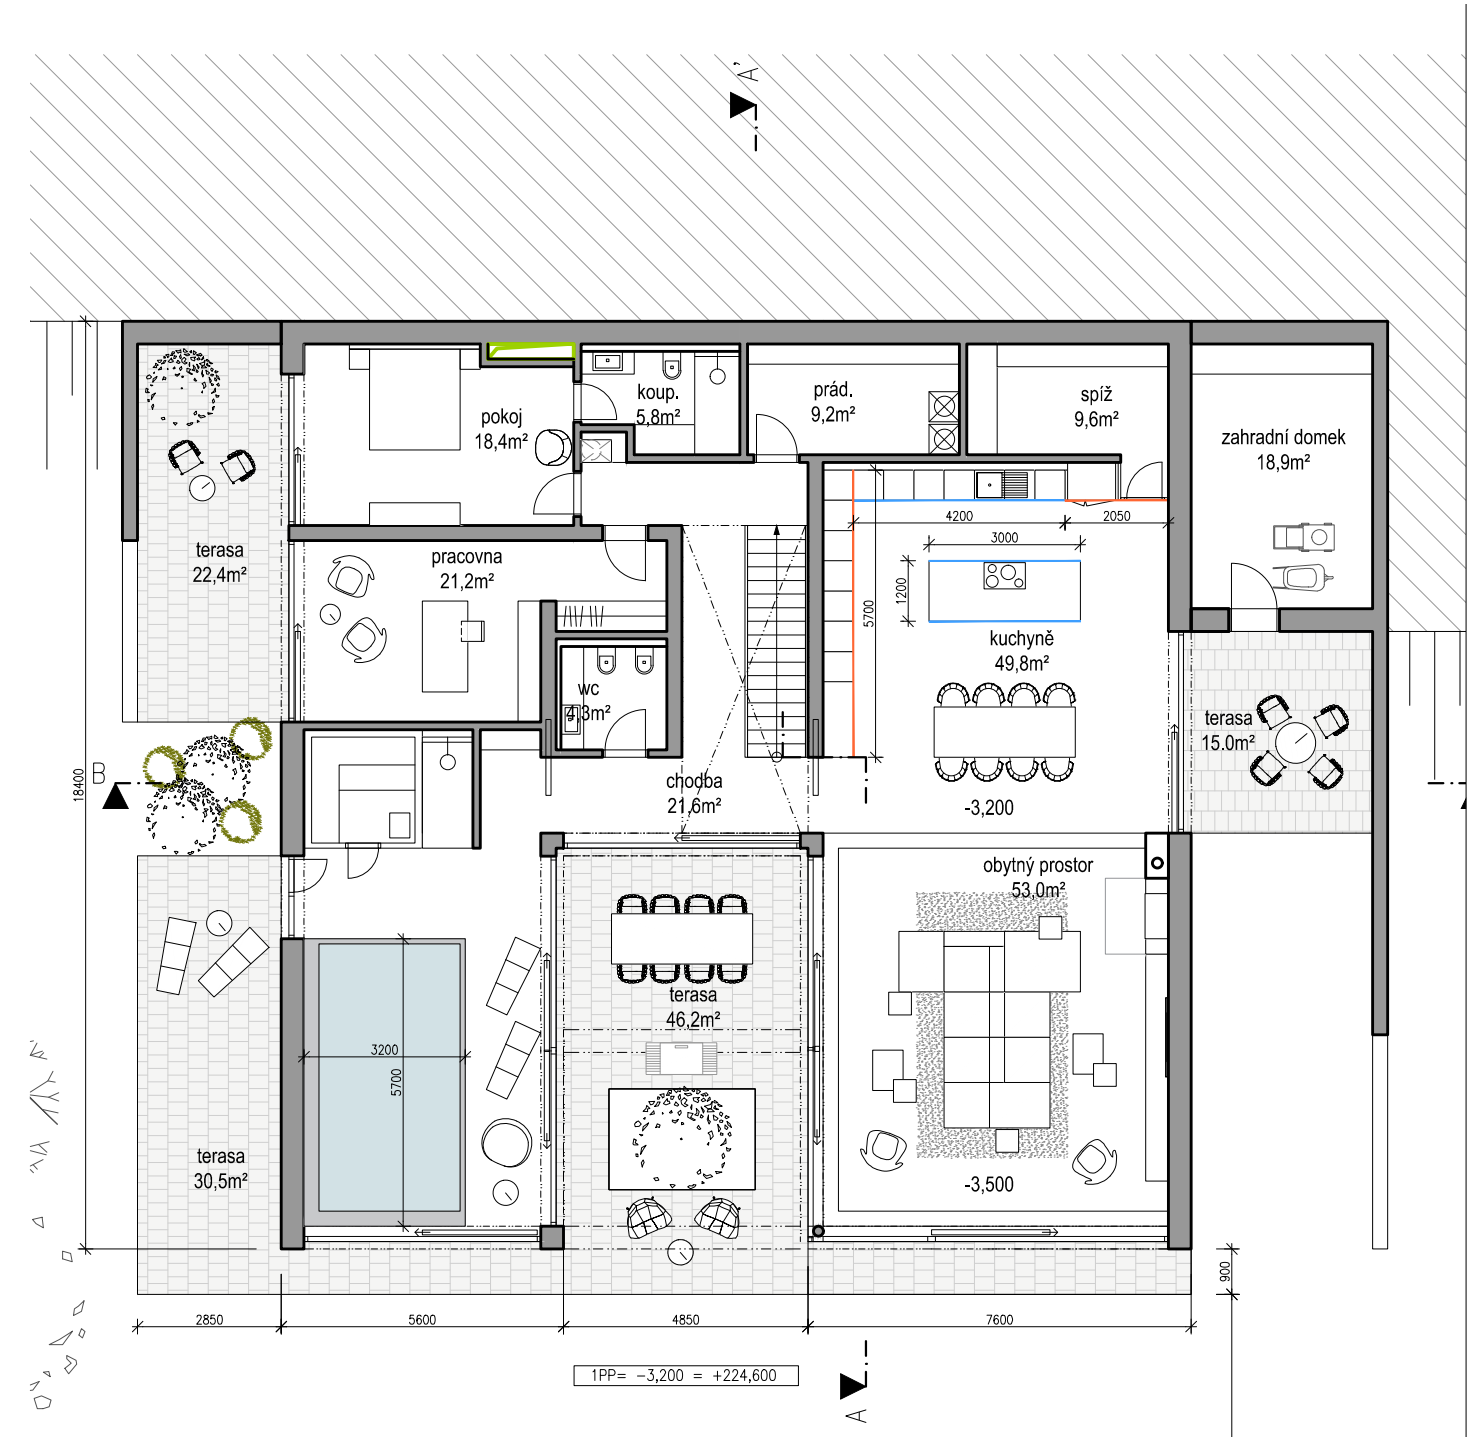 A'
koup.
5,8m²
prád.
9,2m²
spíž
9,6m²
pokoj
18,4m²
zahradní domek
18,9m²
4200
2050
3000
terasa
22,4m²
pracovna
21,2m²
1200
5700
kuchyně
49,8m²
wc
4,3m²
terasa
15.0m²
B
18400
chodba
21,6m²
-3,200
obytný prostor
53,0m²
terasa
46,2m²
3200
5700
terasa
30,5m²
-3,500
900
2850
5600
4850
7600
1PP= -3,200 = +224,600
A